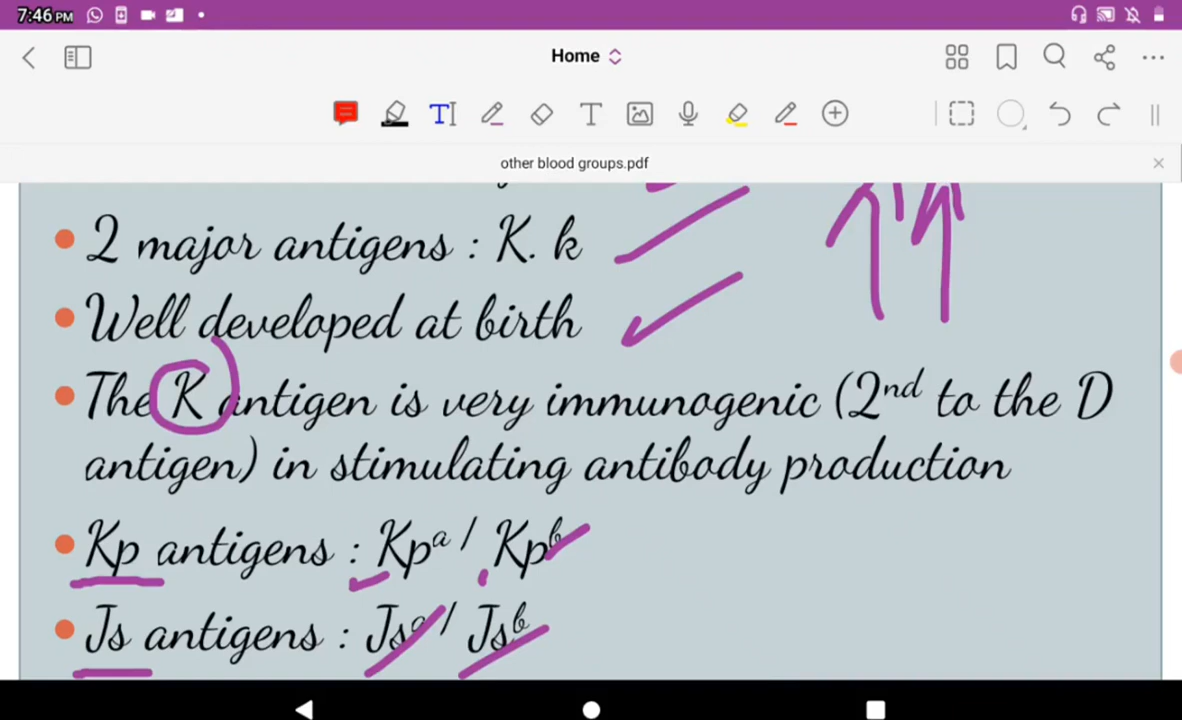 7:46 PM
Home
other blood groups.pdf
2 major antigens : K. k
Well developed at birth
The K antigen is very immunogenic (2nd to the D
antigen) in stimulating antibody production
Kp antigens : Kpᵃ / Kpᵇ
Js antigens : Jsᵃ / Jsᵇ